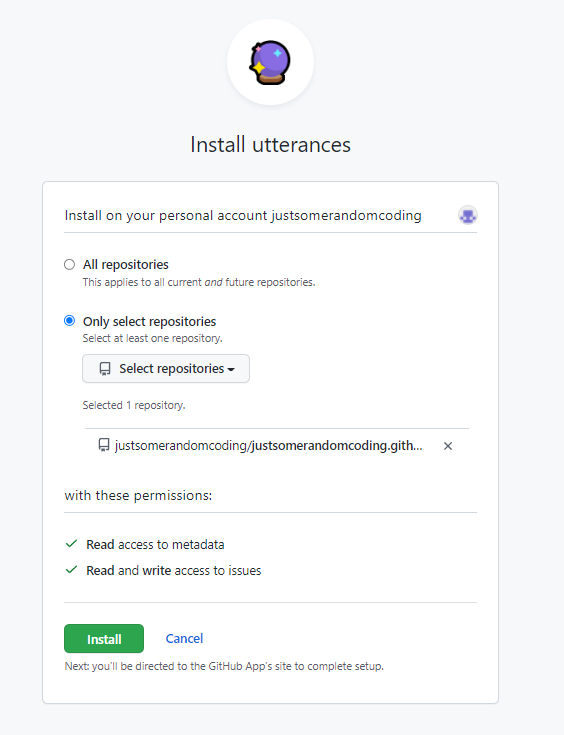 Install utterances
Install on your personal account justsomerandomcoding
All repositories
This applies to all current and future repositories.
Only select repositories
Select at least one repository.
Select repositories
Selected 1 repository.
justsomerandomcoding/justsomerandomcoding.gith...
with these permissions:
Read access to metadata
Read and write access to issues
Install Cancel
Next: you'll be directed to the GitHub App's site to complete setup.